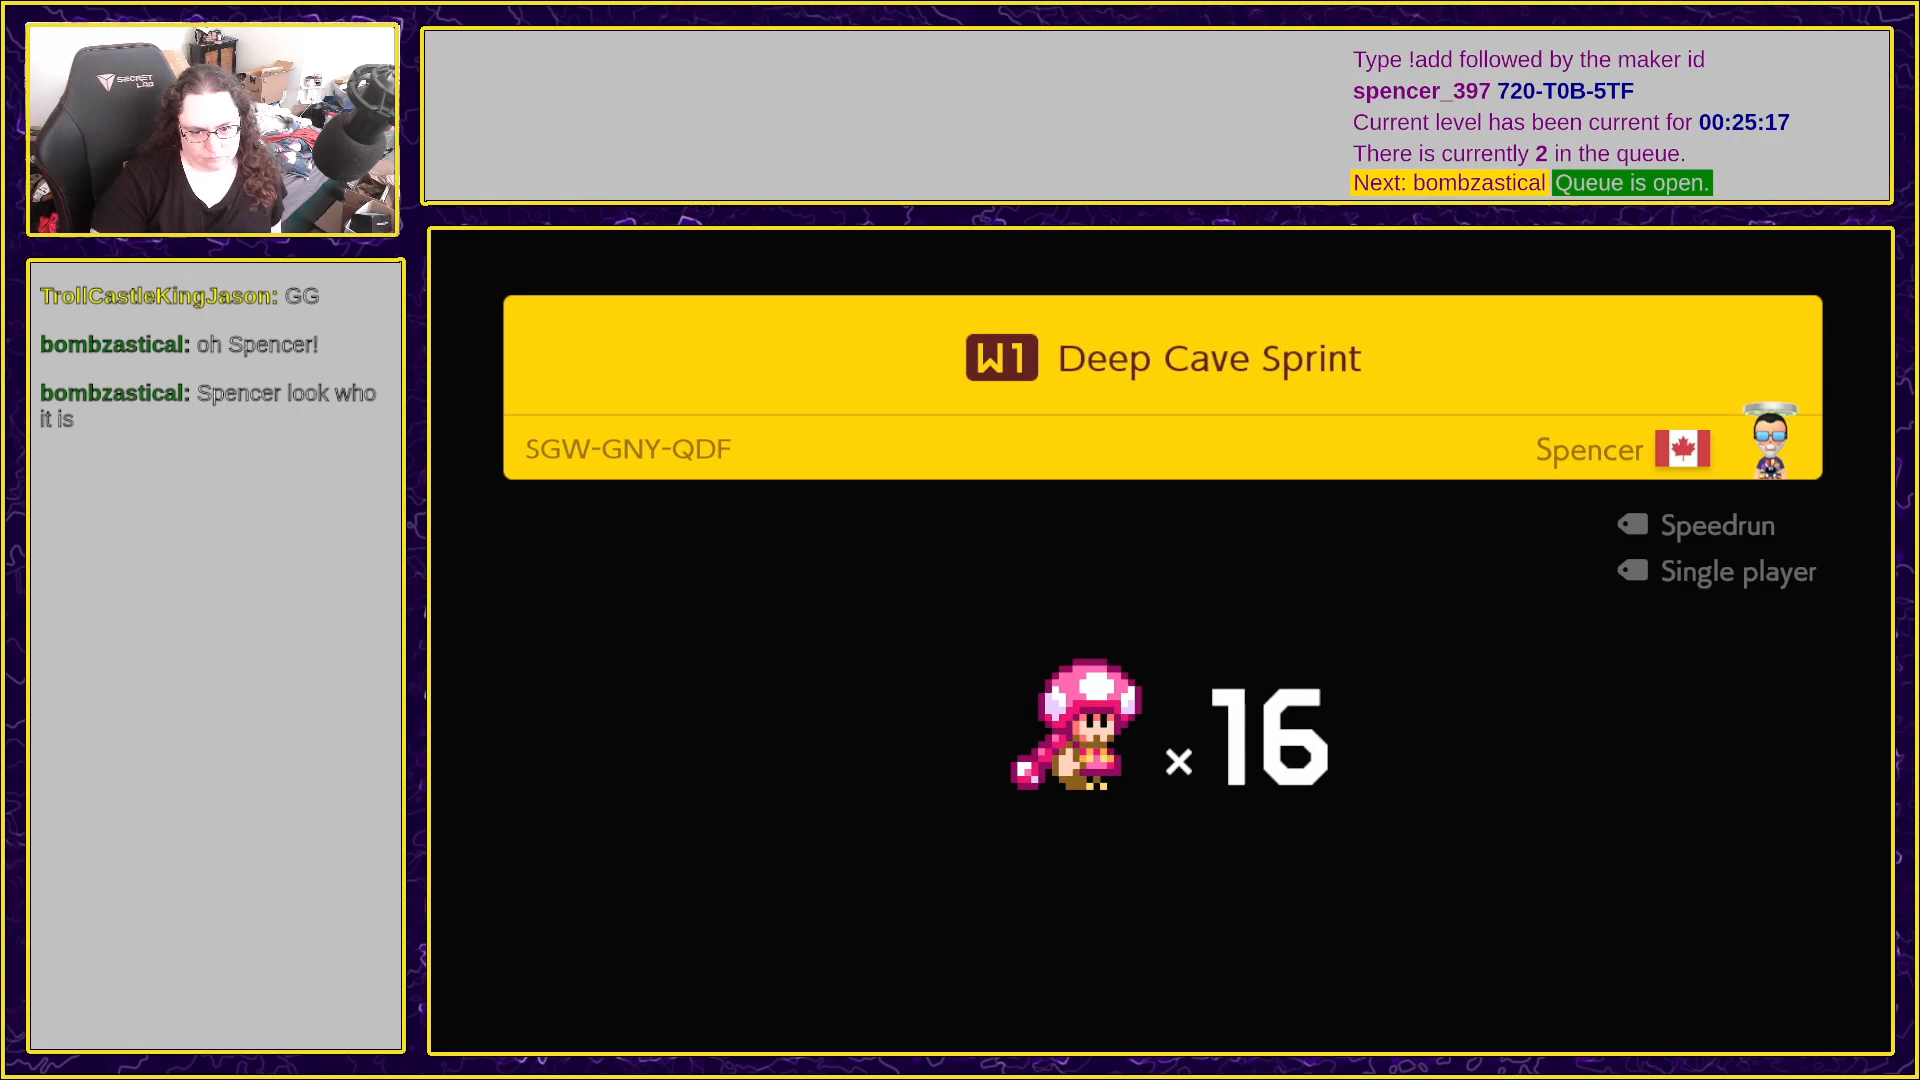 SECRET LAB
Type !add followed by the maker id
spencer_397 720-T0B-5TF
Current level has been current for 00:25:17
There is currently 2 in the queue.
Next: bombzastical Queue is open.
TrollCastleKingJason: GG
bombzastical: oh Spencer!
bombzastical: Spencer look who
it is
W1 Deep Cave Sprint
SGW-GNY-QDF
Spencer
Speedrun
Single player
× 16